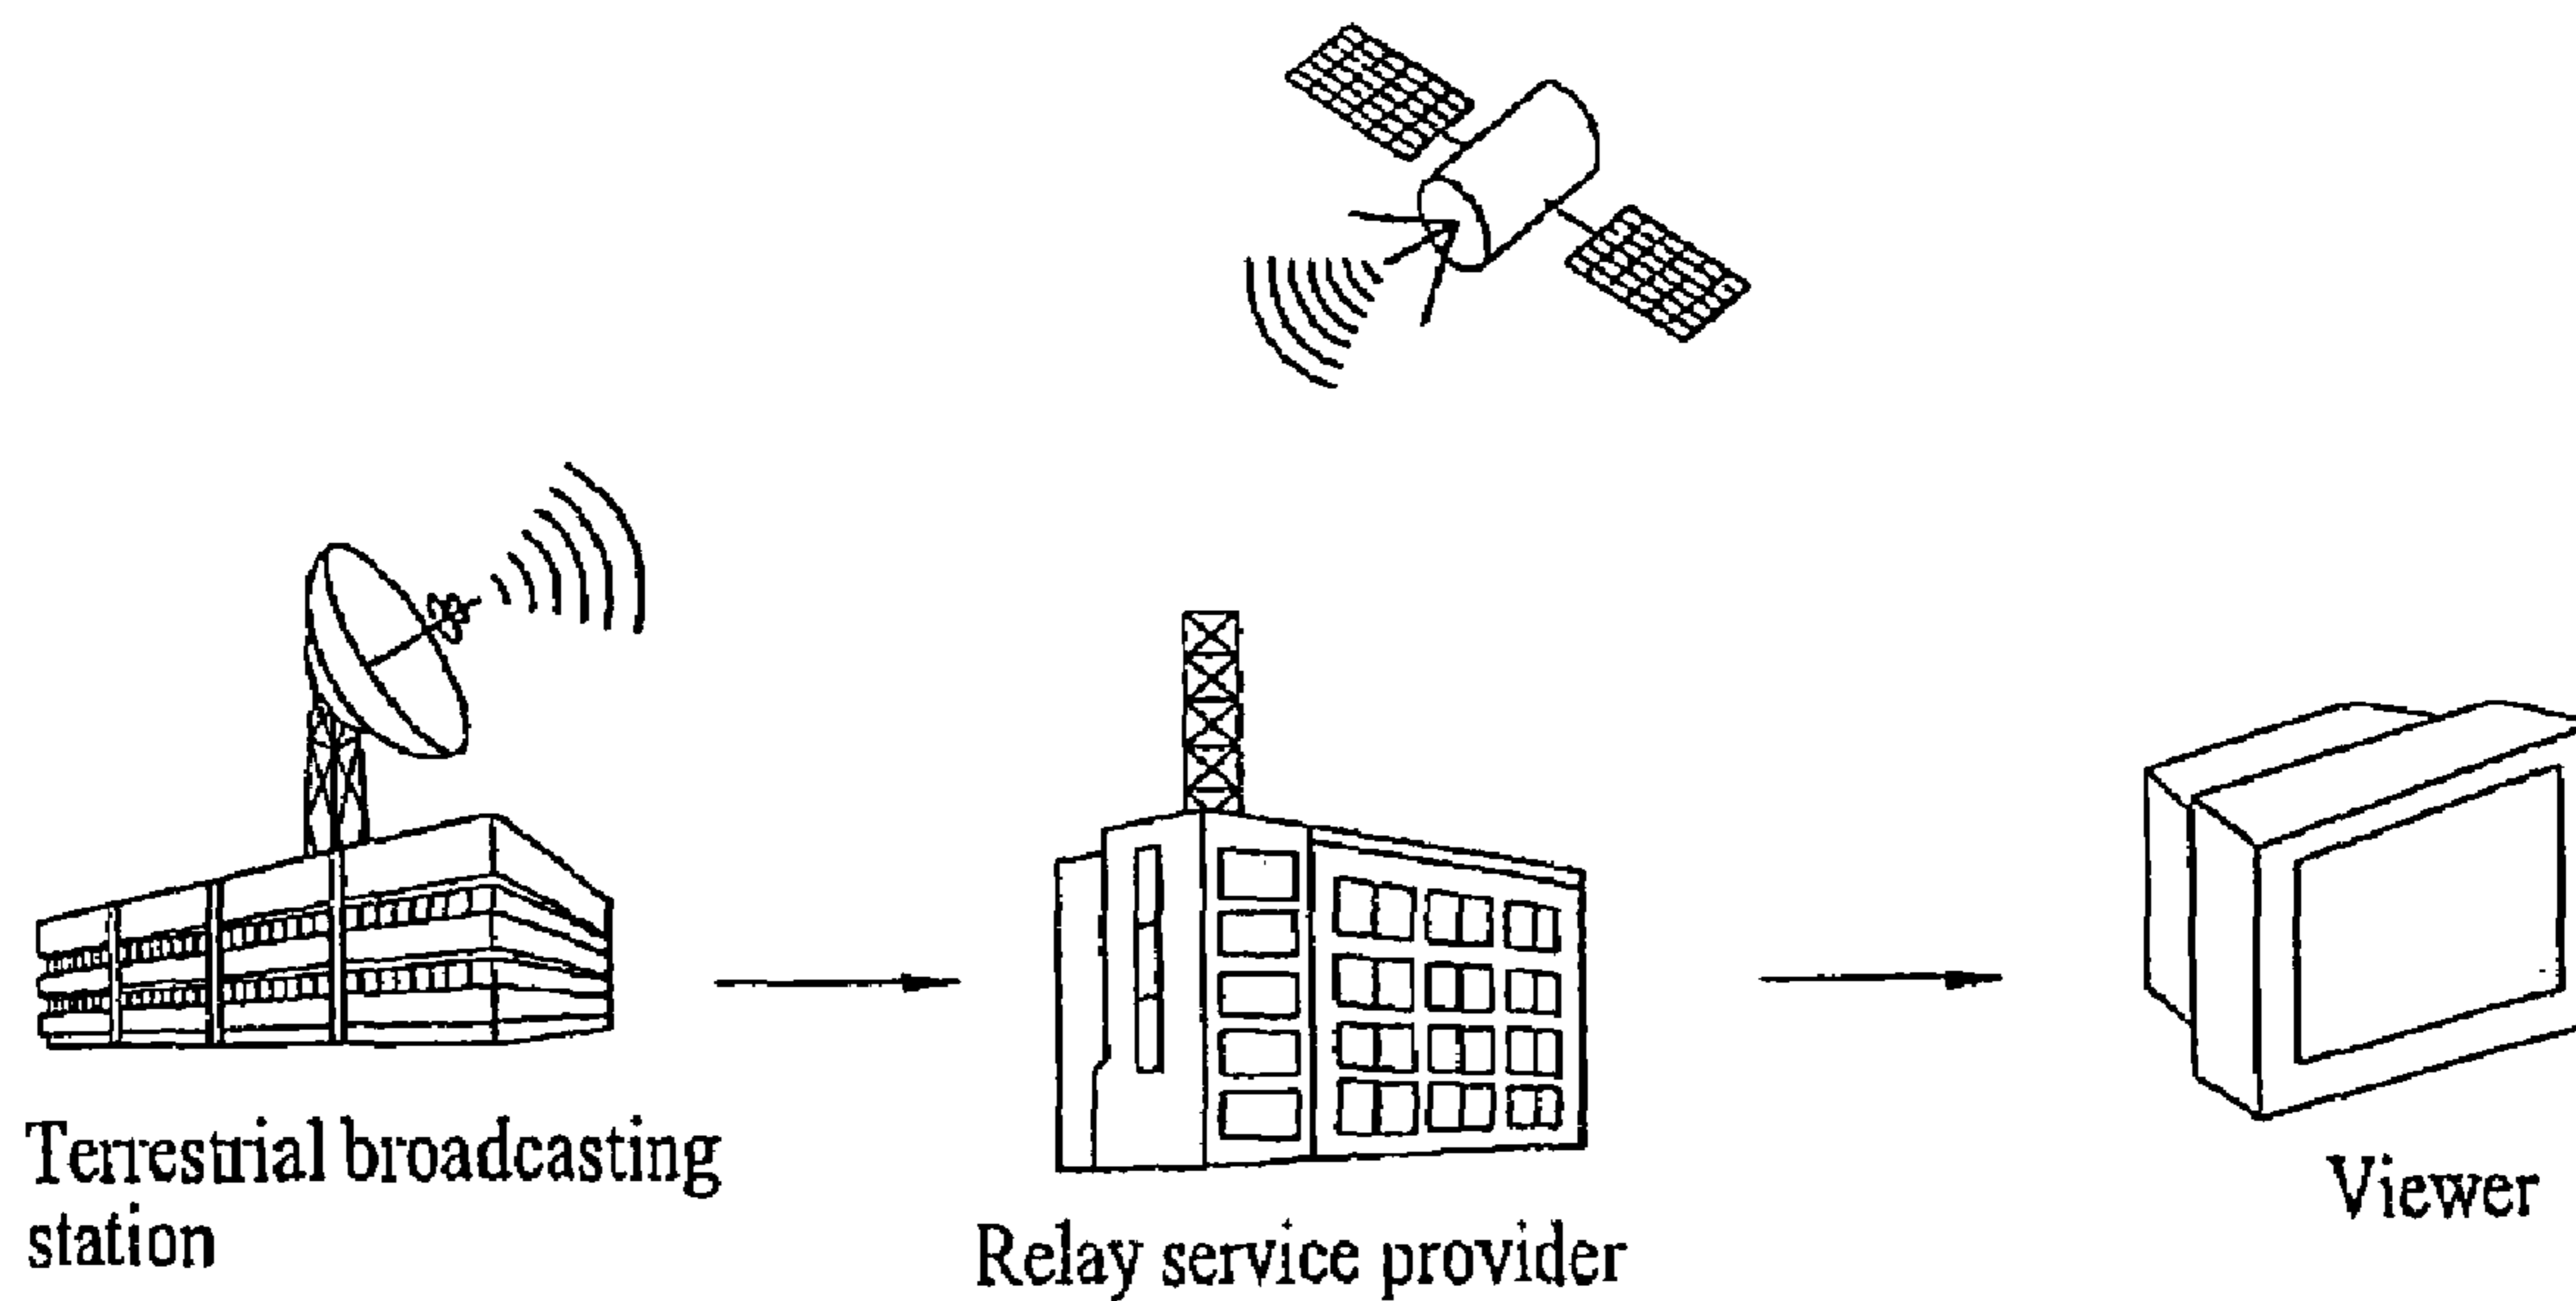 Terrestrial broadcasting
station
Relay service provider
Viewer